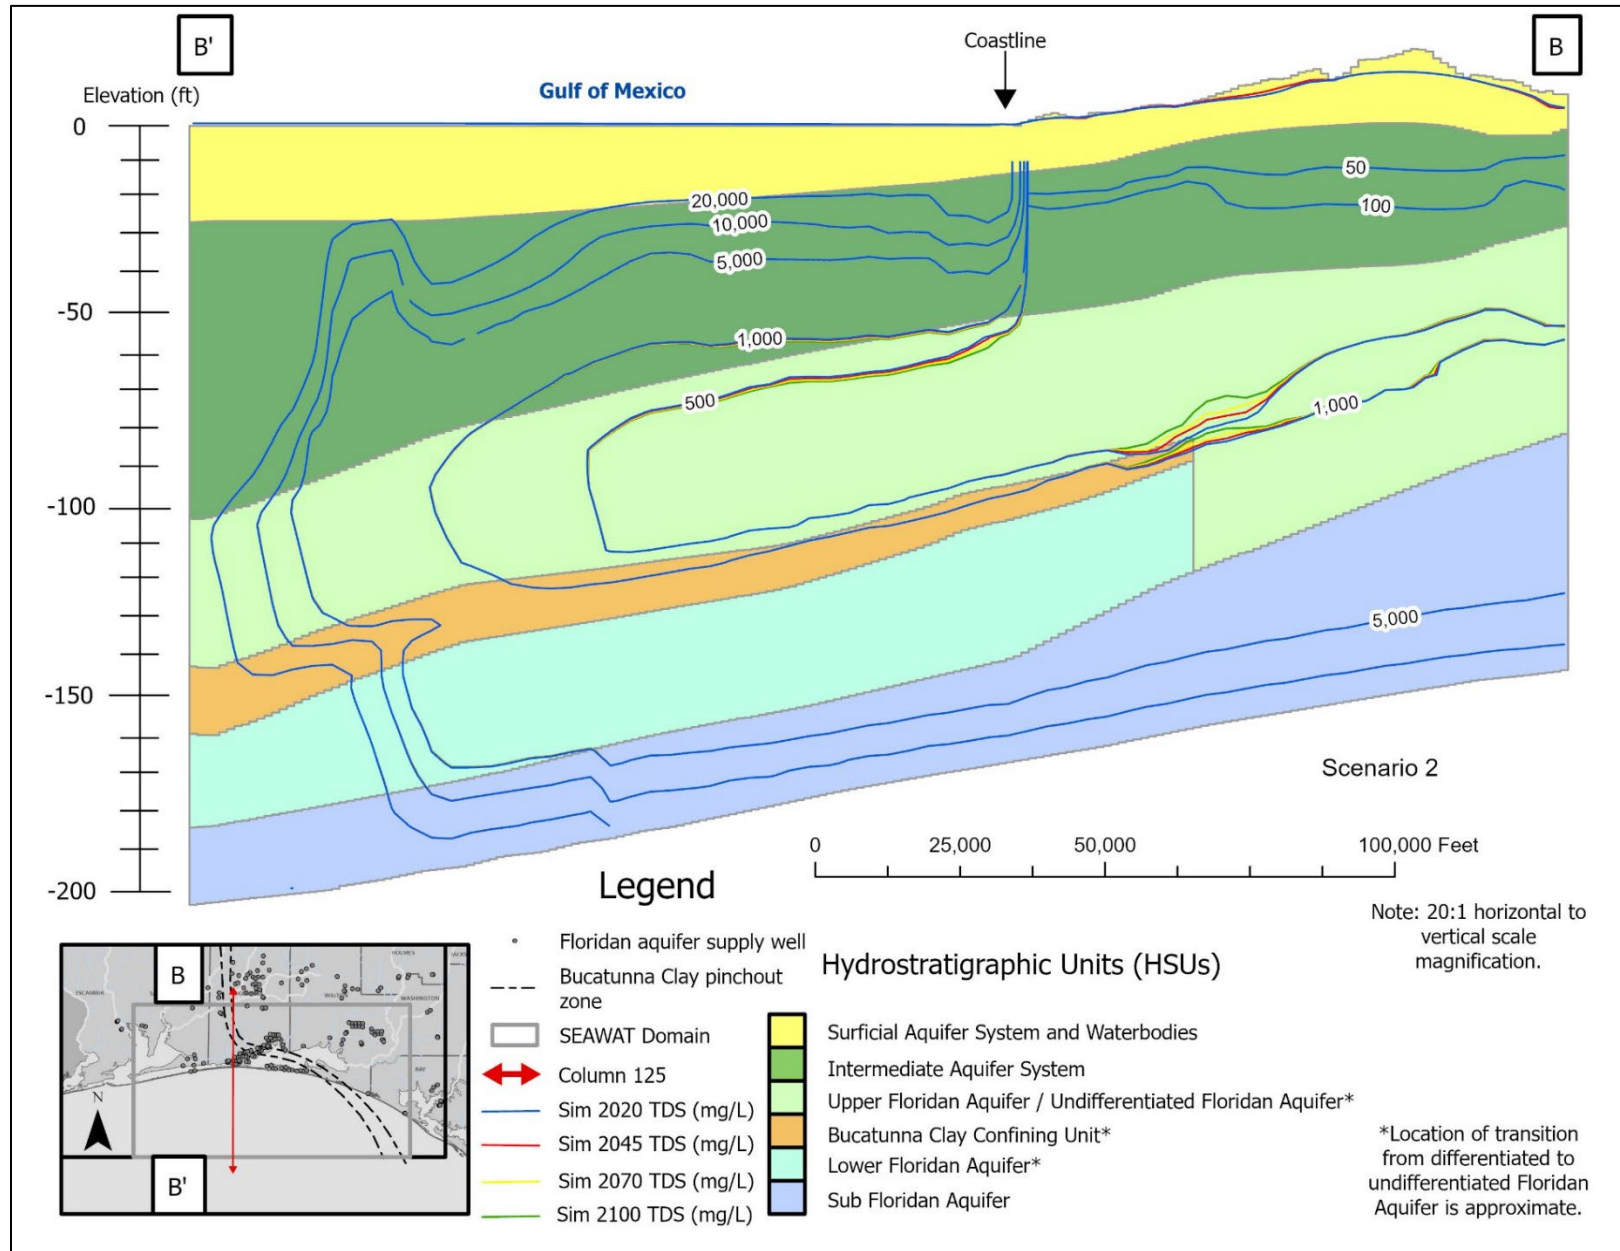 B'
Coastline
B
Elevation (ft)
Gulf of Mexico
0
50
20,000
100
10,000
5,000
-50
1,000
500
1,000
-100
5,000
-150
Scenario 2
0
25,000
50,000
100,000 Feet
-200
Legend
Note: 20:1 horizontal to
vertical scale
magnification.
Floridan aquifer supply well
Bucatunna Clay pinchout
zone
SEAWAT Domain
Column 125
Sim 2020 TDS (mg/L)
Sim 2045 TDS (mg/L)
Sim 2070 TDS (mg/L)
Sim 2100 TDS (mg/L)
Hydrostratigraphic Units (HSUs)
Surficial Aquifer System and Waterbodies
Intermediate Aquifer System
Upper Floridan Aquifer / Undifferentiated Floridan Aquifer*
Bucatunna Clay Confining Unit*
Lower Floridan Aquifer*
Sub Floridan Aquifer
*Location of transition
from differentiated to
undifferentiated Floridan
Aquifer is approximate.
B
HOLMES
ESCAMBIA
WASHINGTON
BAY
N
B'